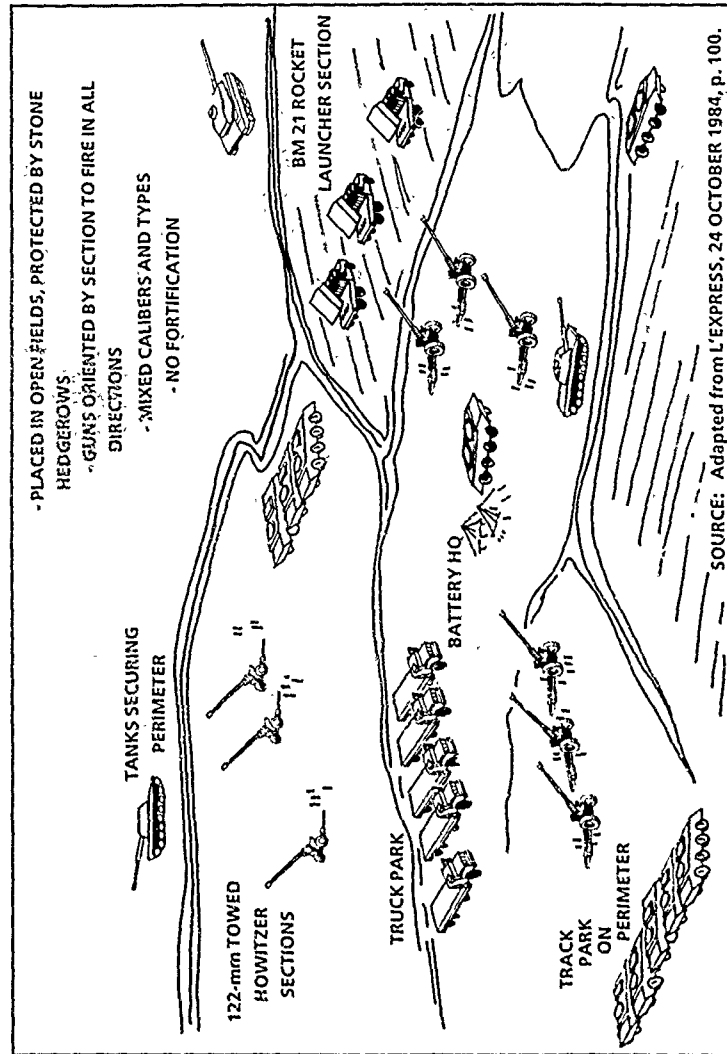 - PLACED IN OPEN FIELDS, PROTECTED BY STONE
HEDGEROWS
- GUNS ORIENTED BY SECTION TO FIRE IN ALL
DIRECTIONS
- MIXED CALIBERS AND TYPES
- NO FORTIFICATION
TANKS SECURING
PERIMETER
BM 21 ROCKET
LAUNCHER SECTION
122-mm TOWED
HOWITZER
SECTIONS
TRUCK PARK
BATTERY HQ
TRACK
PARK
ON
PERIMETER
SOURCE: Adapted from L'EXPRESS, 24 OCTOBER 1984, p. 100.